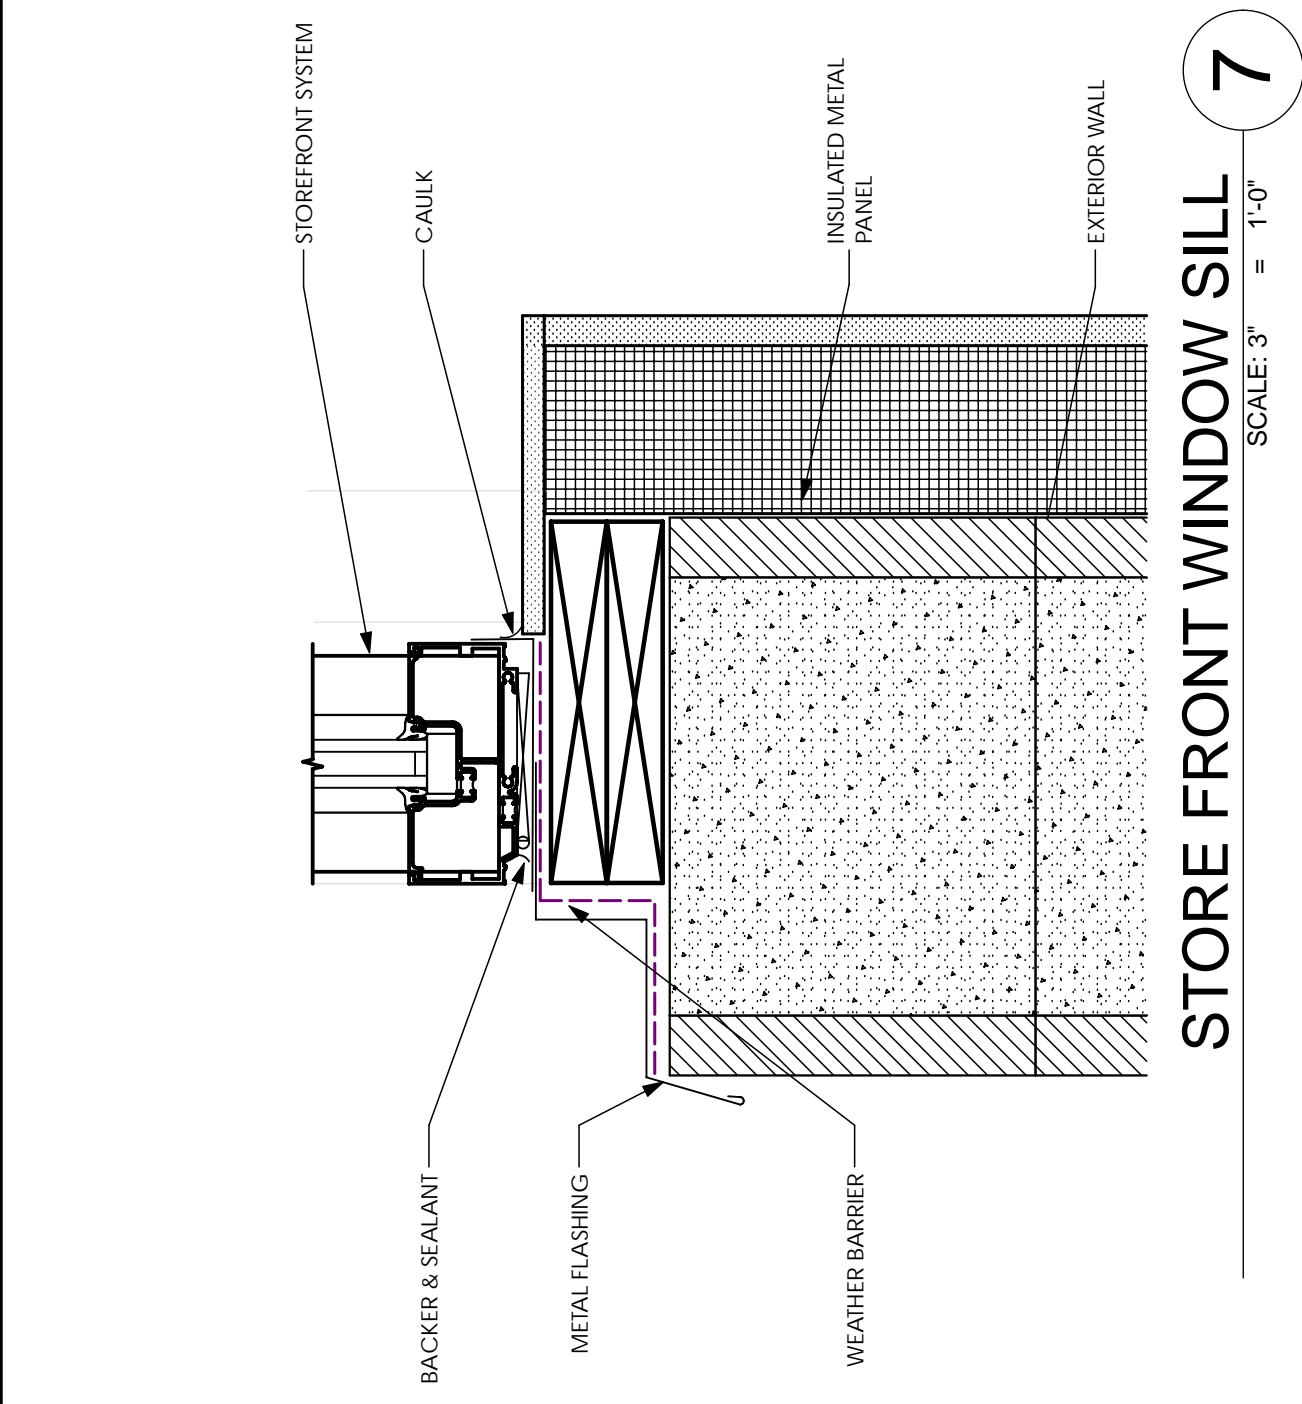 STOREFRONT SYSTEM
CAULK
INSULATED METAL
PANEL
EXTERIOR WALL
BACKER & SEALANT
METAL FLASHING
WEATHER BARRIER
STORE FRONT WINDOW SILL
SCALE: 3" = 1'-0"
7